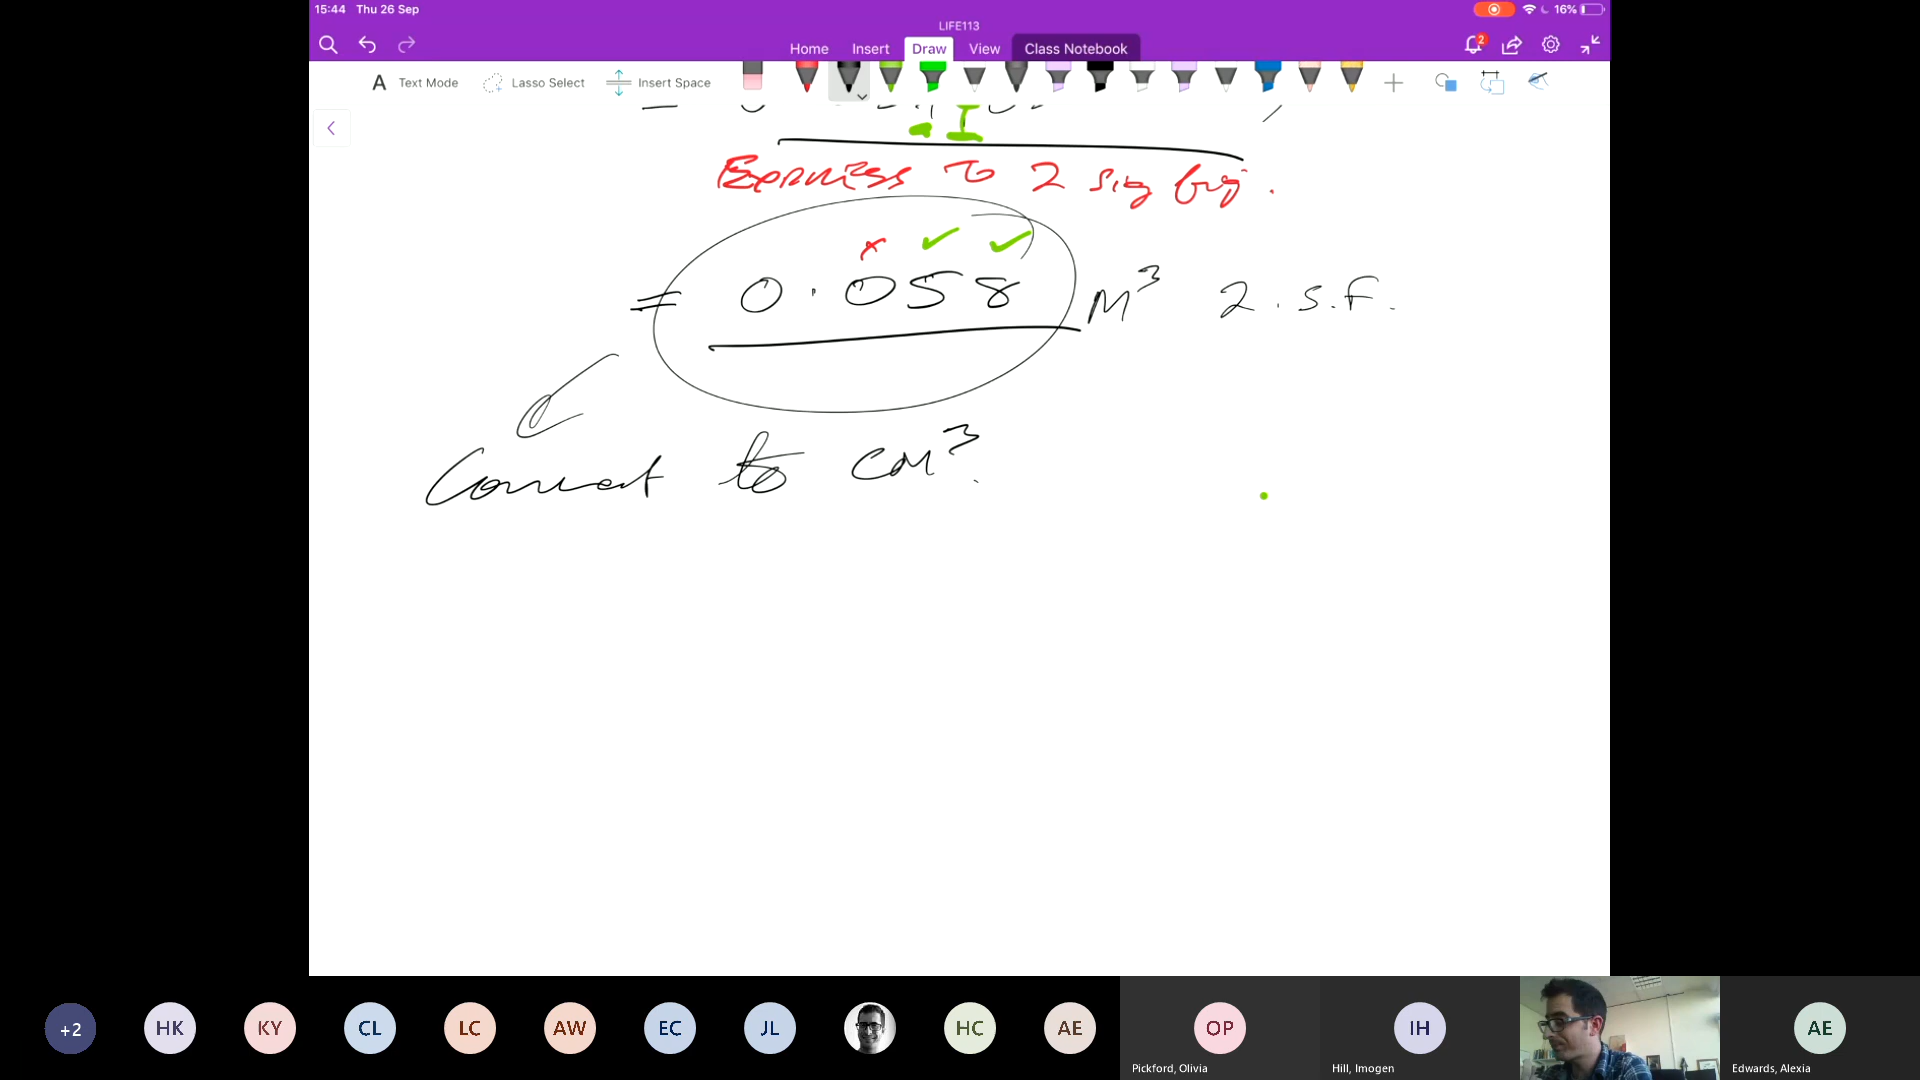 15:44 Thu 26 Sep
16%
LIFE113
Home Insert Draw View Class Notebook
2
A Text Mode Lasso Select Insert Space
Express to 2 sig fig.
= 0.058 M³ 2.s.f.
Convert to cm³.
+2 HK KY CL LC AW EC JL HC AE OP IH AE
Pickford, Olivia
Hill, Imogen
Edwards, Alexia